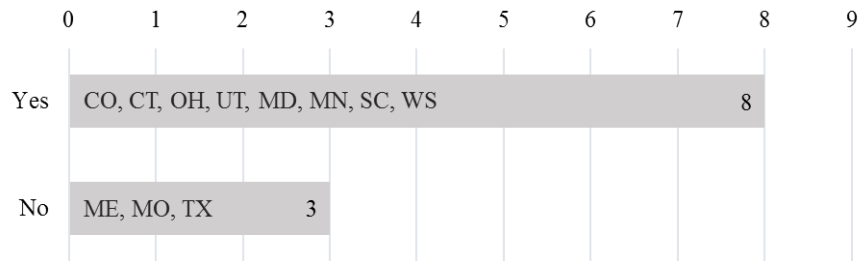 0 1 2 3 4 5 6 7 8 9
Yes CO, CT, OH, UT, MD, MN, SC, WS 8
No ME, MO, TX 3